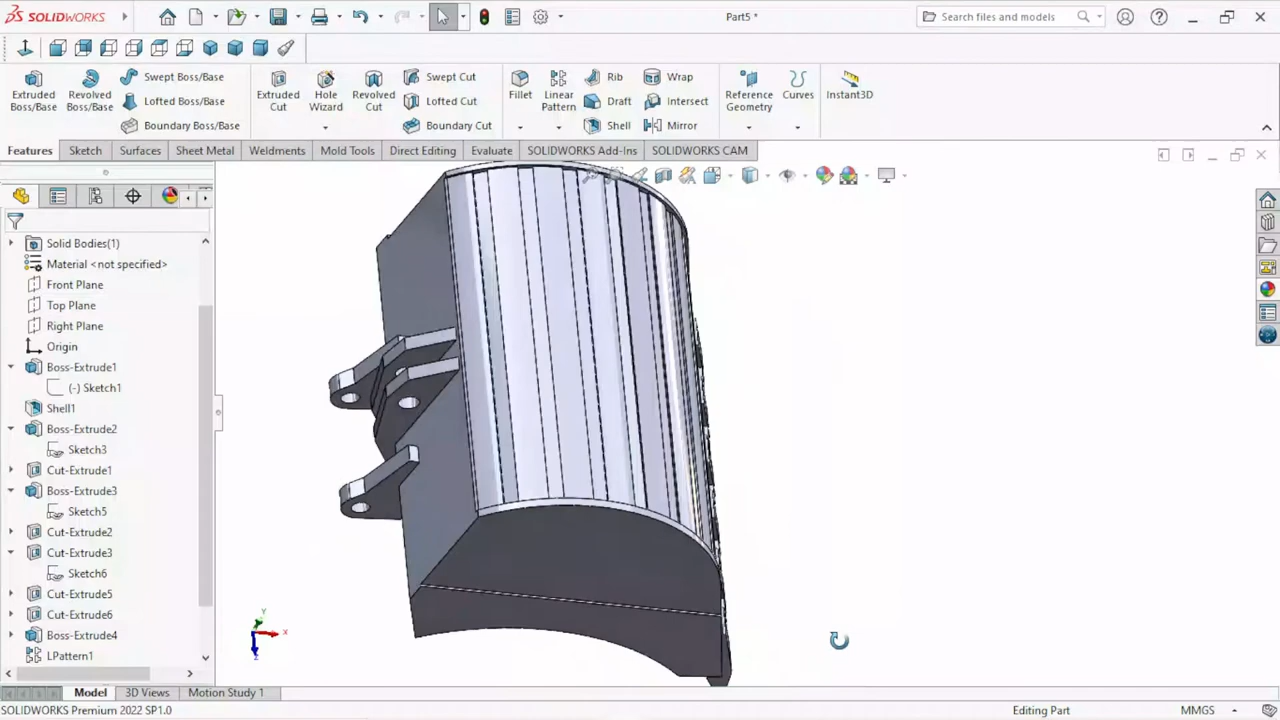 SOLIDWORKS
Part5 *
Search files and models
Extruded Boss/Base
Revolved Boss/Base
Swept Boss/Base
Lofted Boss/Base
Boundary Boss/Base
Extruded Cut
Hole Wizard
Revolved Cut
Swept Cut
Lofted Cut
Boundary Cut
Fillet
Linear Pattern
Rib
Draft
Shell
Wrap
Intersect
Mirror
Reference Geometry
Curves
Instant3D
Features
Sketch
Surfaces
Sheet Metal
Weldments
Mold Tools
Direct Editing
Evaluate
SOLIDWORKS Add-Ins
SOLIDWORKS CAM
Solid Bodies(1)
Material <not specified>
Front Plane
Top Plane
Right Plane
Origin
Boss-Extrude1
(-) Sketch1
Shell1
Boss-Extrude2
Sketch3
Cut-Extrude1
Boss-Extrude3
Sketch5
Cut-Extrude2
Cut-Extrude3
Sketch6
Cut-Extrude5
Cut-Extrude6
Boss-Extrude4
LPattern1
Y
X
Z
Model
3D Views
Motion Study 1
SOLIDWORKS Premium 2022 SP1.0
Editing Part
MMGS